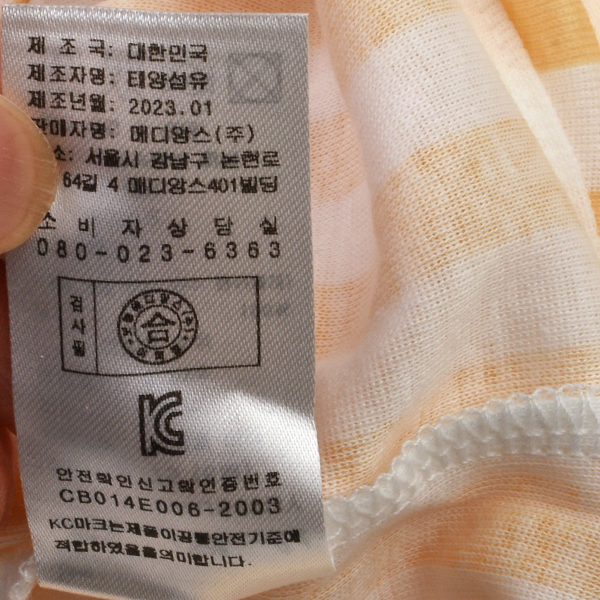 제 조 국: 대한민국
제조자명: 태양섬유
제조년월: 2023.01
판매자명: 메디앙스(주)
소: 서울시 강남구 논현로
64길 4 메디앙스401빌딩
소 비 자 상 담 실
080-023-6363
검사필
합
안전확인신고확인증번호
CB014E006-2003
KC마크는제품이공통안전기준에
적합하였음을의미합니다.